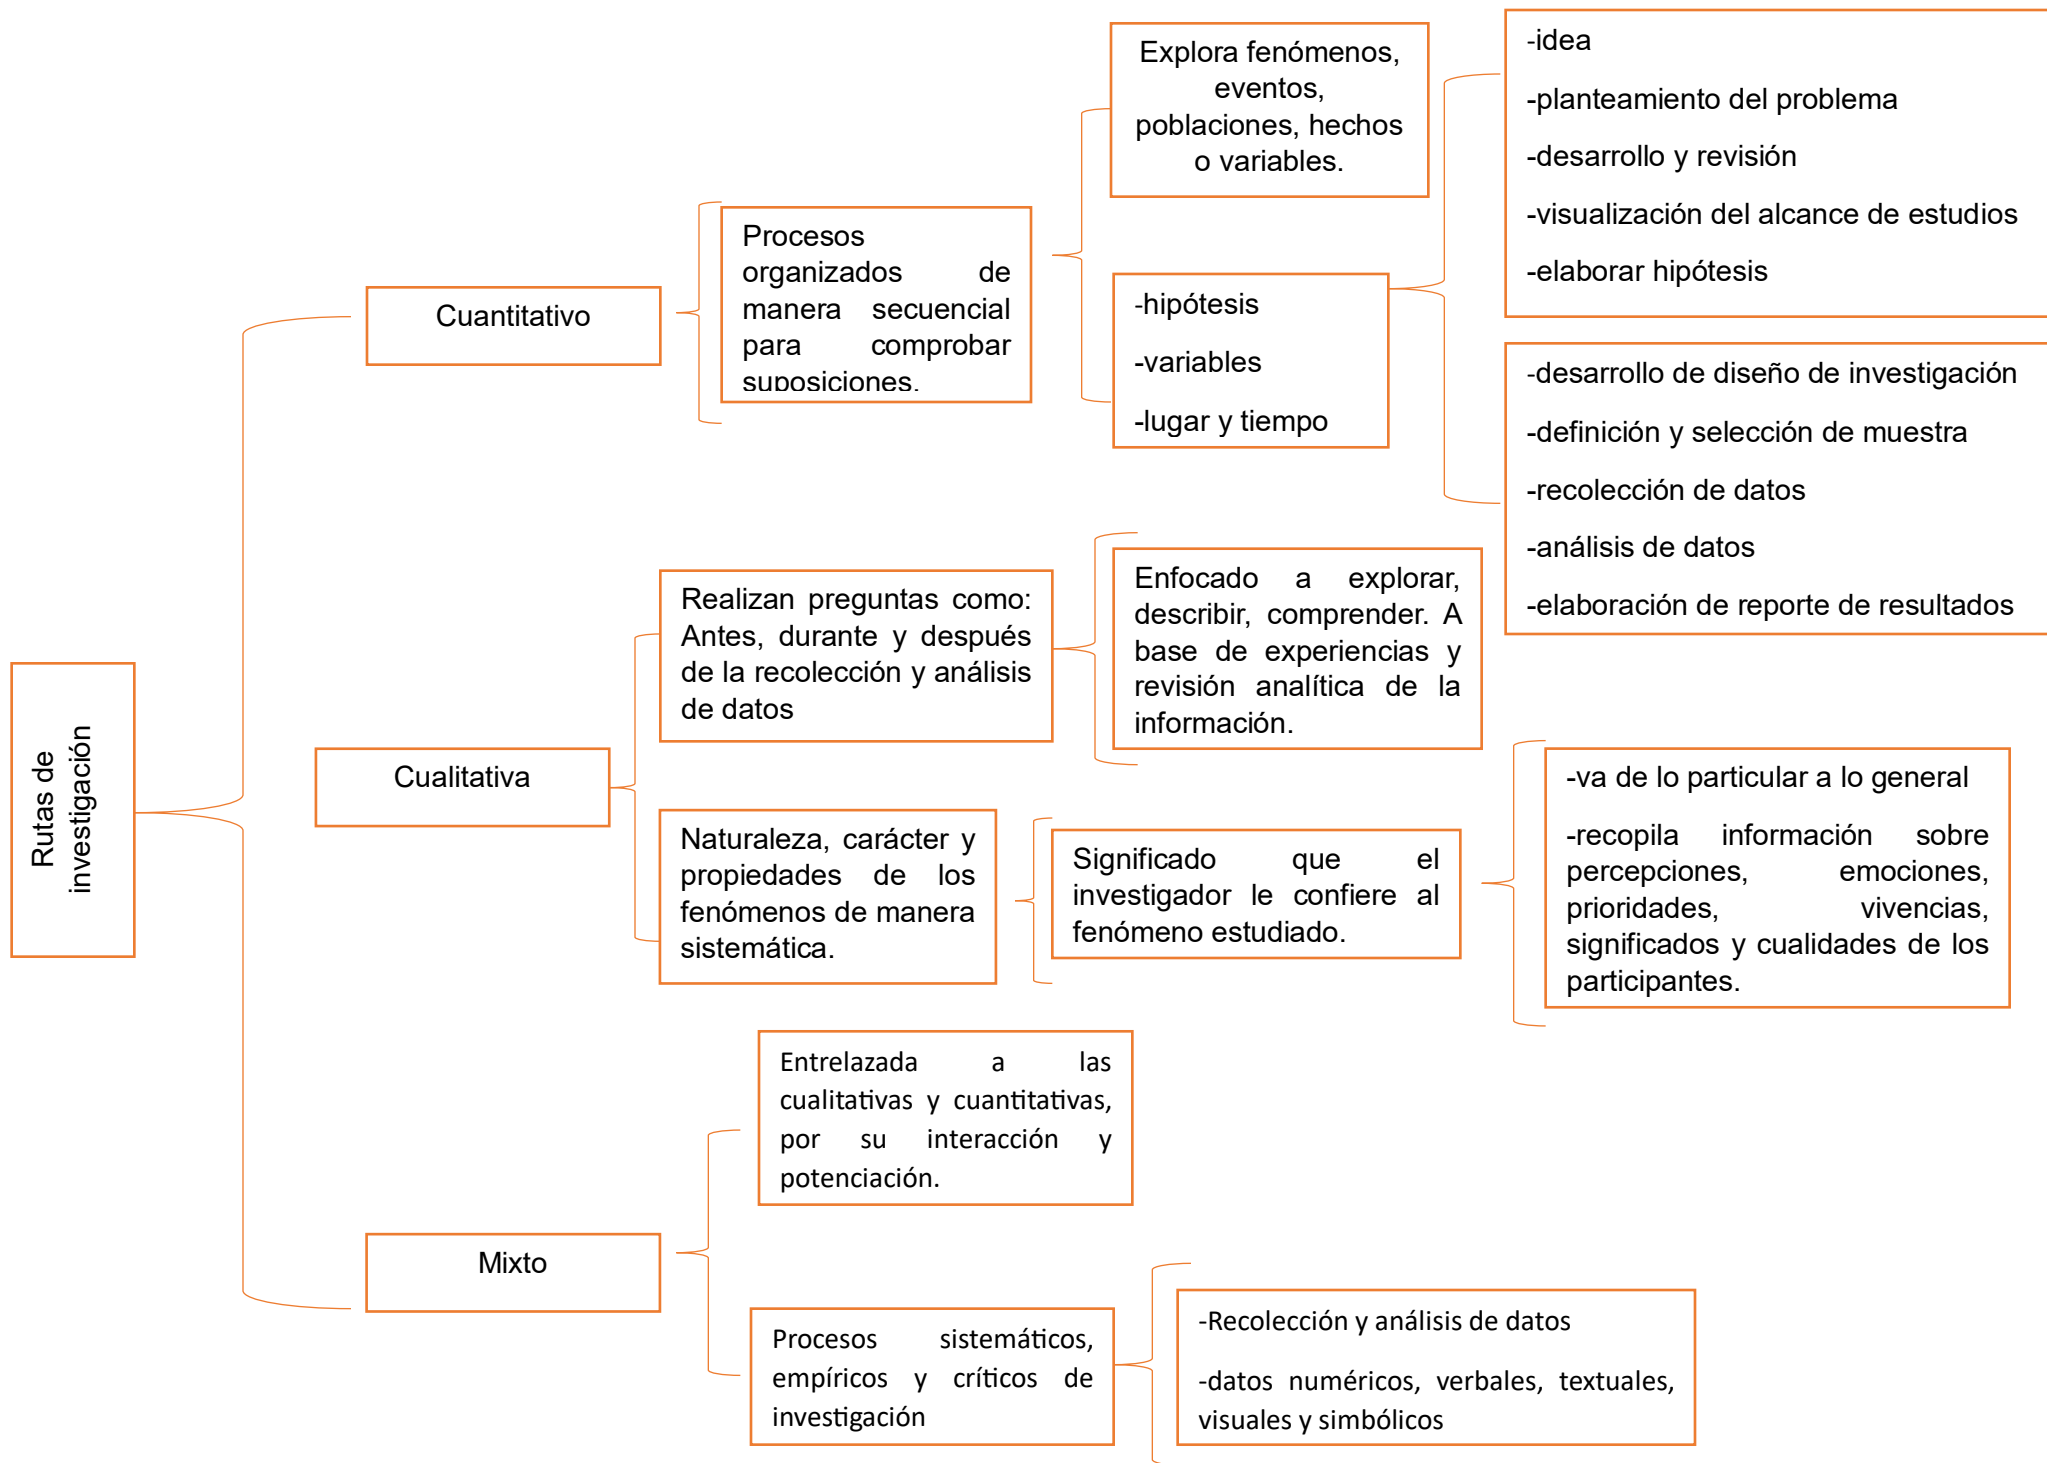 Rutas de
investigación
Cuantitativo
Procesos
organizados de
manera secuencial
para comprobar
suposiciones.
Explora fenómenos,
eventos,
poblaciones, hechos
o variables.
-hipótesis
-variables
-lugar y tiempo
-idea
-planteamiento del problema
-desarrollo y revisión
-visualización del alcance de estudios
-elaborar hipótesis
-desarrollo de diseño de investigación
-definición y selección de muestra
-recolección de datos
-análisis de datos
-elaboración de reporte de resultados
Cualitativa
Realizan preguntas como:
Antes, durante y después
de la recolección y análisis
de datos
Enfocado a explorar,
describir, comprender. A
base de experiencias y
revisión analítica de la
información.
Naturaleza, carácter y
propiedades de los
fenómenos de manera
sistemática.
Significado que el
investigador le confiere al
fenómeno estudiado.
-va de lo particular a lo general
-recopila información sobre
percepciones, emociones,
prioridades, vivencias,
significados y cualidades de los
participantes.
Mixto
Entrelazada a las
cualitativas y cuantitativas,
por su interacción y
potenciación.
Procesos sistemáticos,
empíricos y críticos de
investigación
-Recolección y análisis de datos
-datos numéricos, verbales, textuales,
visuales y simbólicos